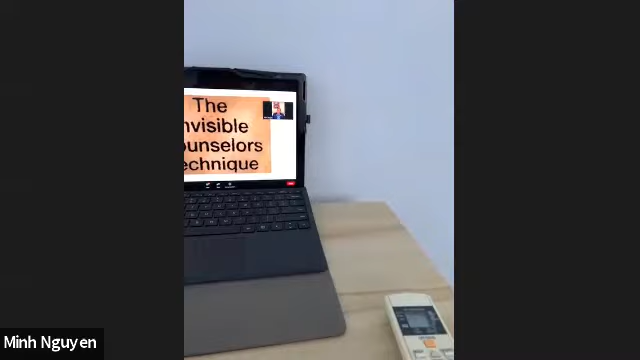 The
nvisible
ounselors
echnique
Minh Nguyen